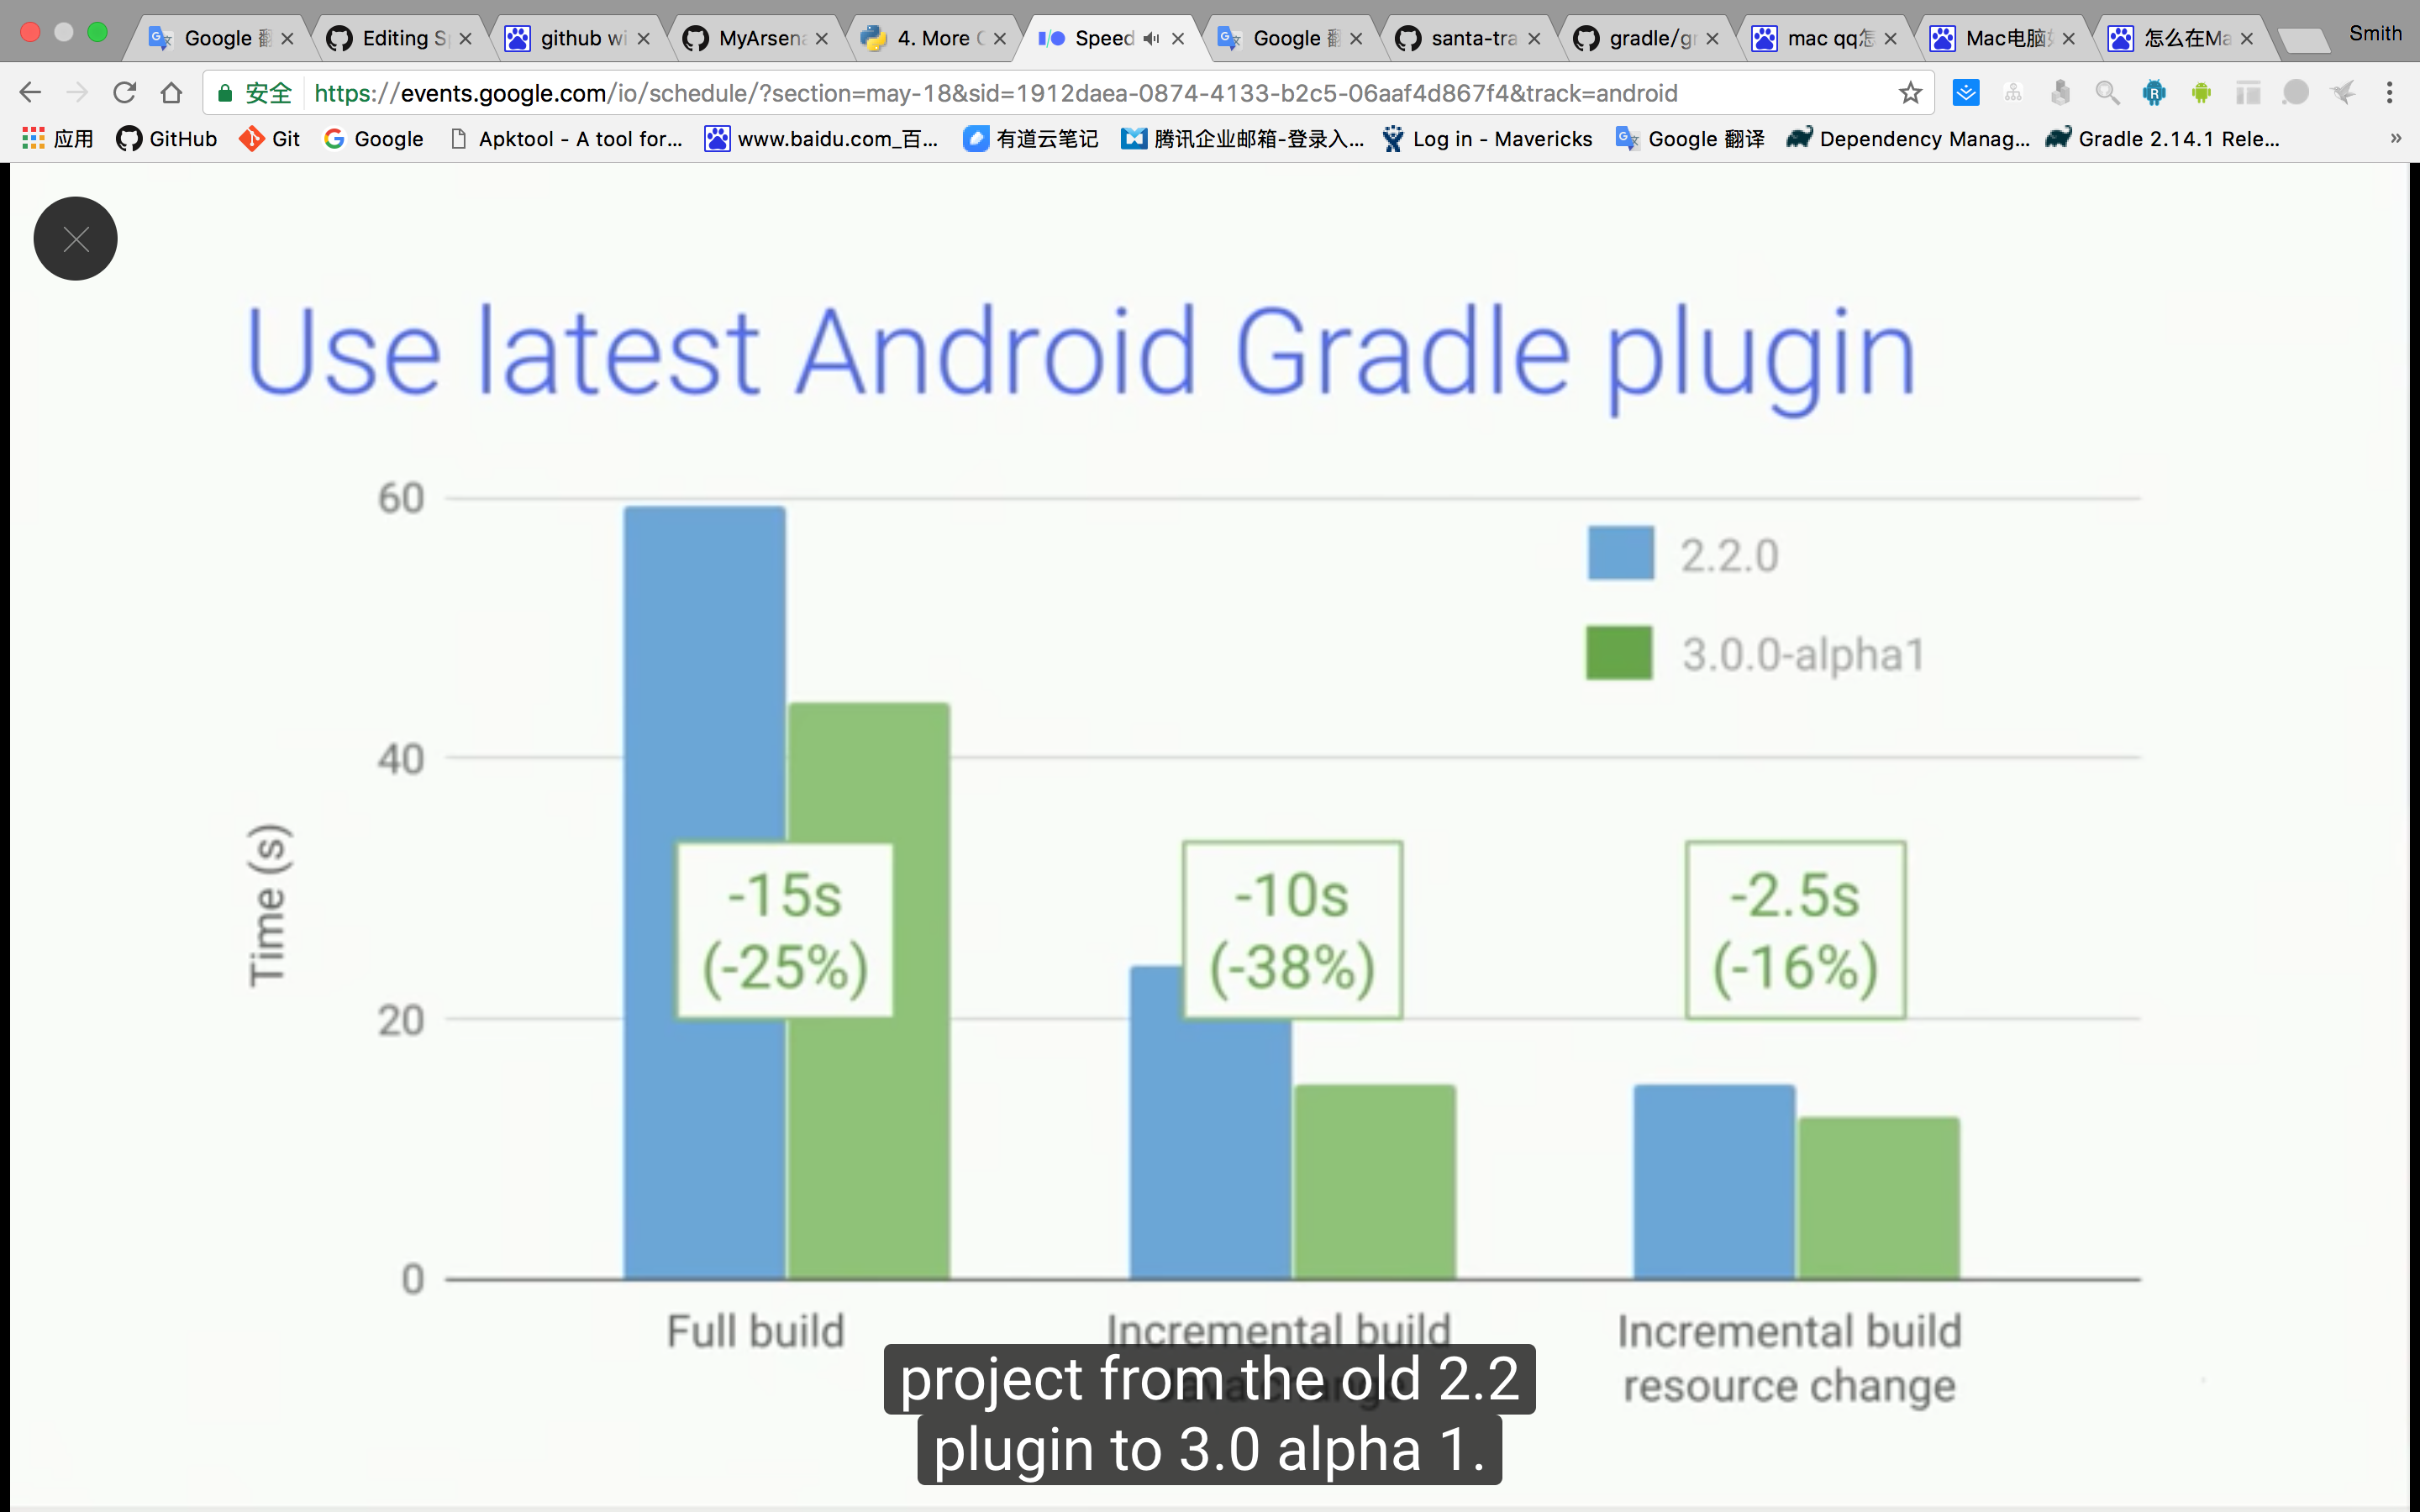 Google 翻
Editing S
github wi
MyArsena
4. More C
Speed
Google 翻
santa-tra
gradle/gr
mac qq怎
Mac电脑如
怎么在Ma
Smith
安全
https://events.google.com/io/schedule/?section=may-18&sid=1912daea-0874-4133-b2c5-06aaf4d867f4&track=android
应用
GitHub
Git
Google
Apktool - A tool for...
www.baidu.com_百...
有道云笔记
腾讯企业邮箱-登录入...
Log in - Mavericks
Google 翻译
Dependency Manag...
Gradle 2.14.1 Rele...
»
Use latest Android Gradle plugin
60
2.2.0
3.0.0-alpha1
40
Time (s)
-15s
(-25%)
-10s
(-38%)
-2.5s
(-16%)
20
0
Full build
Incremental build
Incremental build
resource change
project from the old 2.2
plugin to 3.0 alpha 1.